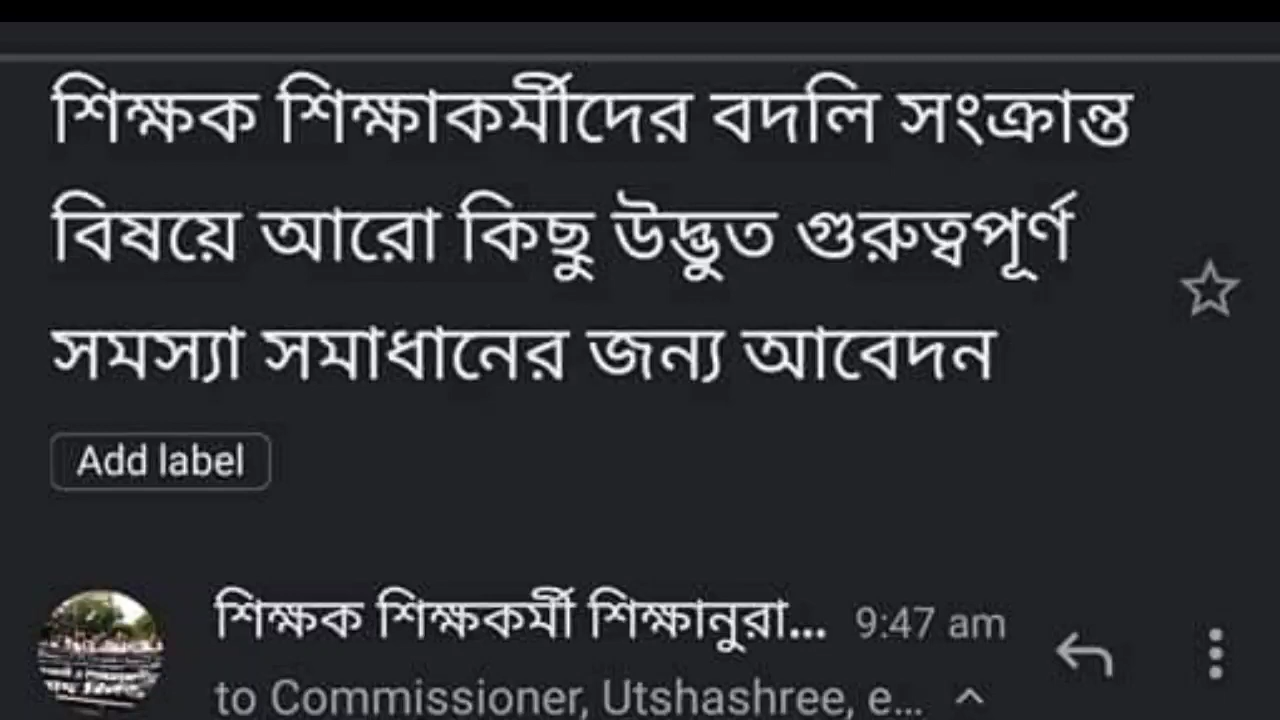 শিক্ষক শিক্ষাকর্মীদের বদলি সংক্রান্ত
বিষয়ে আরো কিছু উদ্ভুত গুরুত্বপূর্ণ
সমস্যা সমাধানের জন্য আবেদন
Add label
শিক্ষক শিক্ষকর্মী শিক্ষানুরা... 9:47 am
to Commissioner, Utshashree, e...